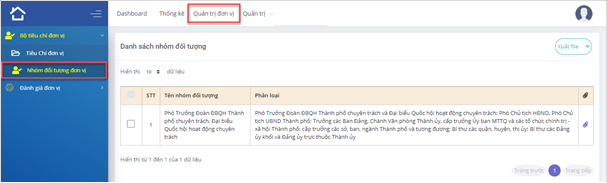 Dashboard Thống kê Quản trị đơn vị Quản trị
Bộ tiêu chí đơn vị
Tiêu Chí đơn vị
Nhóm đối tượng đơn vị
Đánh giá đơn vị
Danh sách nhóm đối tượng
Xuất file
Hiển thị 10 dữ liệu
STT Tên nhóm đối tượng Phân loại
1
Phó Trưởng Đoàn ĐBQH Thành
phố chuyên trách, Đại biểu
Quốc hội hoạt động chuyên
trách;
Phó Trưởng Đoàn ĐBQH Thành phố chuyên trách và Đại biểu Quốc hội hoạt động chuyên trách; Phó Chủ tịch HĐND, Phó Chủ
tịch UBND Thành phố; Trưởng các Ban Đảng, Chánh Văn phòng Thành ủy, cấp trưởng Ủy ban MTTQ và các tổ chức chính trị -
xã hội Thành phố; cấp trưởng các sở, ban, ngành Thành phố và tương đương; Bí thư các quận, huyện, thị ủy; Bí thư các Đảng
ủy khối và Đảng ủy trực thuộc Thành ủy
Hiển thị từ 1 đến 1 của 1 dữ liệu
Trang trước 1 Trang tiếp